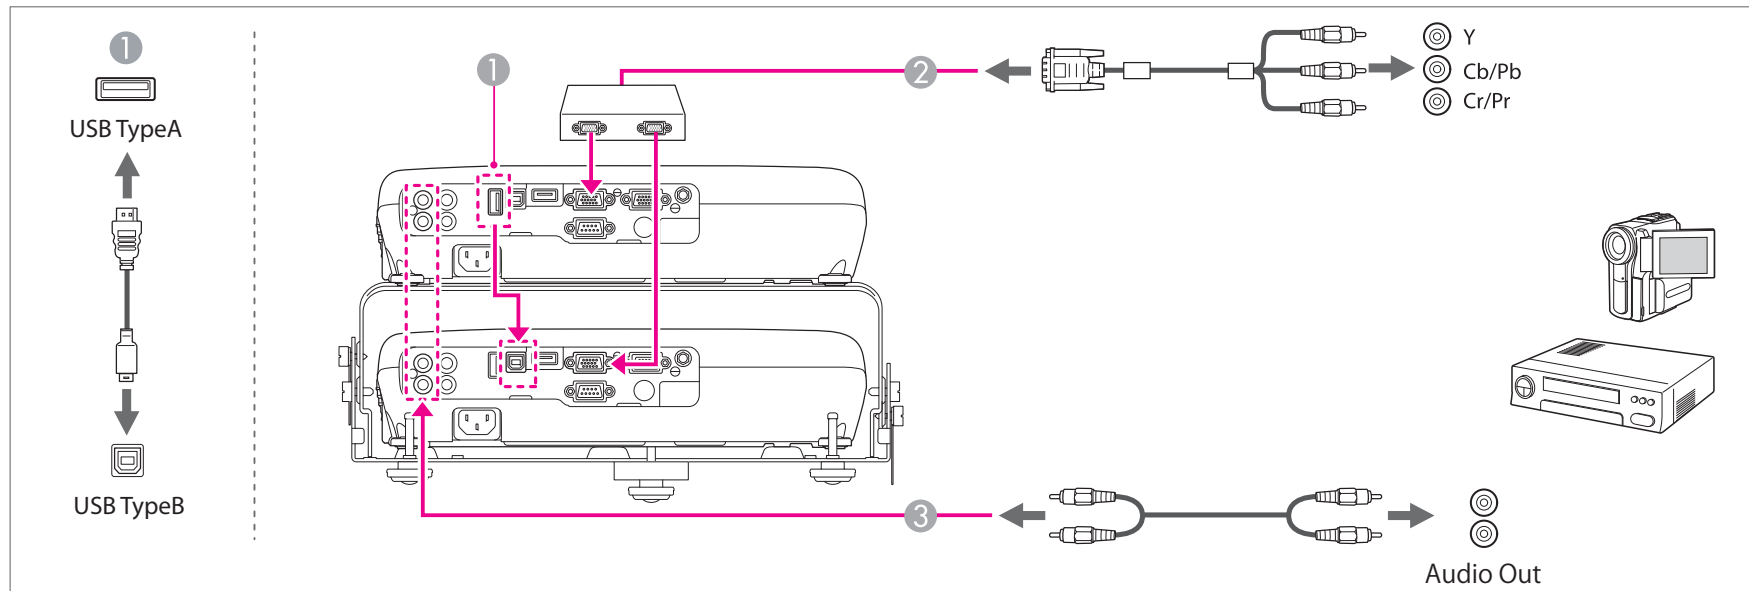 1
USB TypeA
USB TypeB
1
2
Y
Cb/Pb
Cr/Pr
3
Audio Out